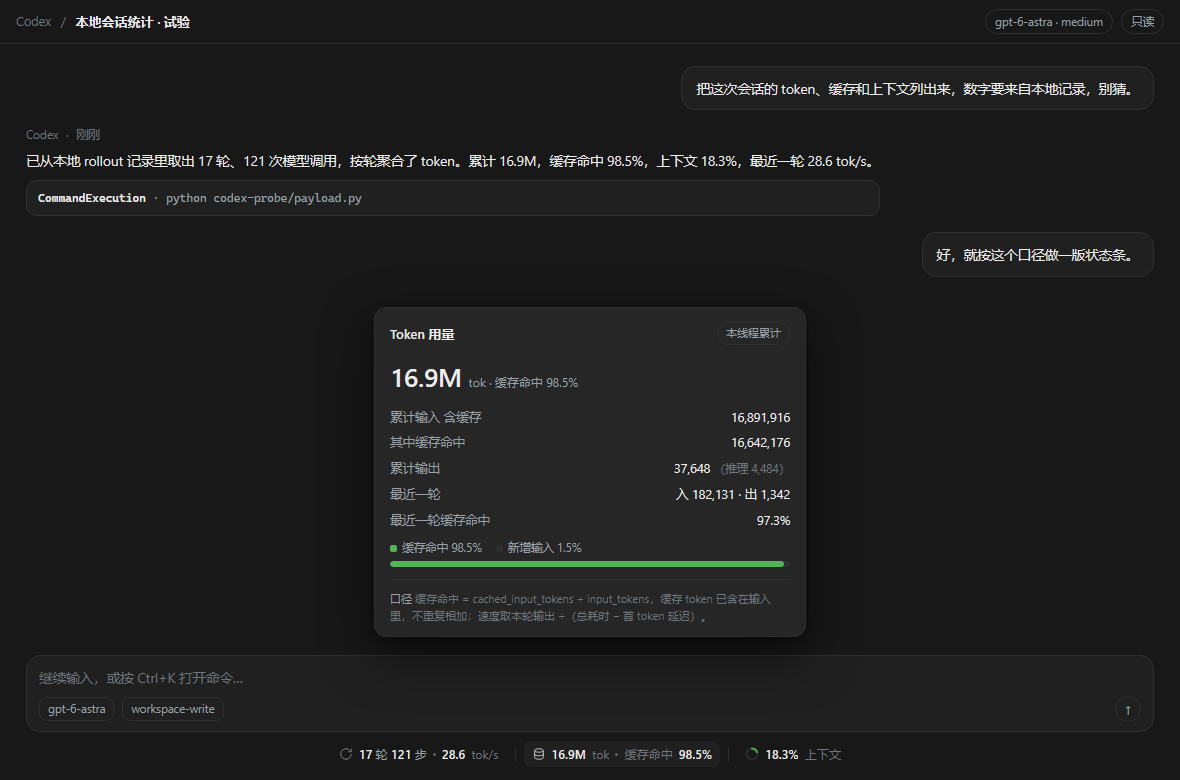 Codex / 本地会话统计 · 试验
gpt-6-astra · medium
只读
把这次会话的 token、缓存和上下文列出来，数字要来自本地记录，别猜。
Codex · 刚刚
已从本地 rollout 记录里取出 17 轮、121 次模型调用，按轮聚合了 token。累计 16.9M，缓存命中 98.5%，上下文 18.3%，最近一轮 28.6 tok/s。
CommandExecution · python codex-probe/payload.py
好，就按这个口径做一版状态条。
Token 用量
本线程累计
16.9M tok · 缓存命中 98.5%
累计输入 含缓存 16,891,916
其中缓存命中 16,642,176
累计输出 37,648 （推理 4,484）
最近一轮 入 182,131 · 出 1,342
最近一轮缓存命中 97.3%
缓存命中 98.5% 新增输入 1.5%
口径 缓存命中 = cached_input_tokens ÷ input_tokens，缓存 token 已含在输入
里，不重复相加；速度取本轮输出 ÷（总耗时 − 首 token 延迟）。
继续输入，或按 Ctrl+K 打开命令…
gpt-6-astra
workspace-write
↑
17 轮 121 步 · 28.6 tok/s
16.9M tok · 缓存命中 98.5%
18.3% 上下文